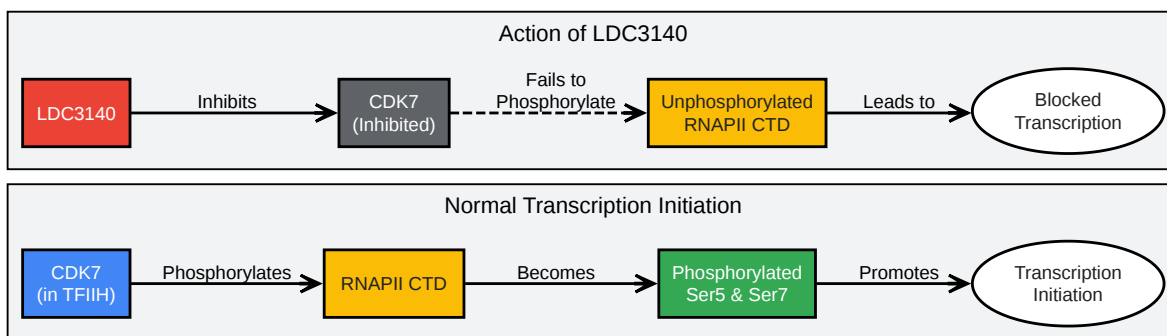 Action of LDC3140
LDC3140
Inhibits
CDK7
(Inhibited)
Fails to
Phosphorylate
Unphosphorylated
RNAPII CTD
Leads to
Blocked
Transcription
Normal Transcription Initiation
CDK7
(in TFIIH)
Phosphorylates
RNAPII CTD
Becomes
Phosphorylated
Ser5 & Ser7
Promotes
Transcription
Initiation